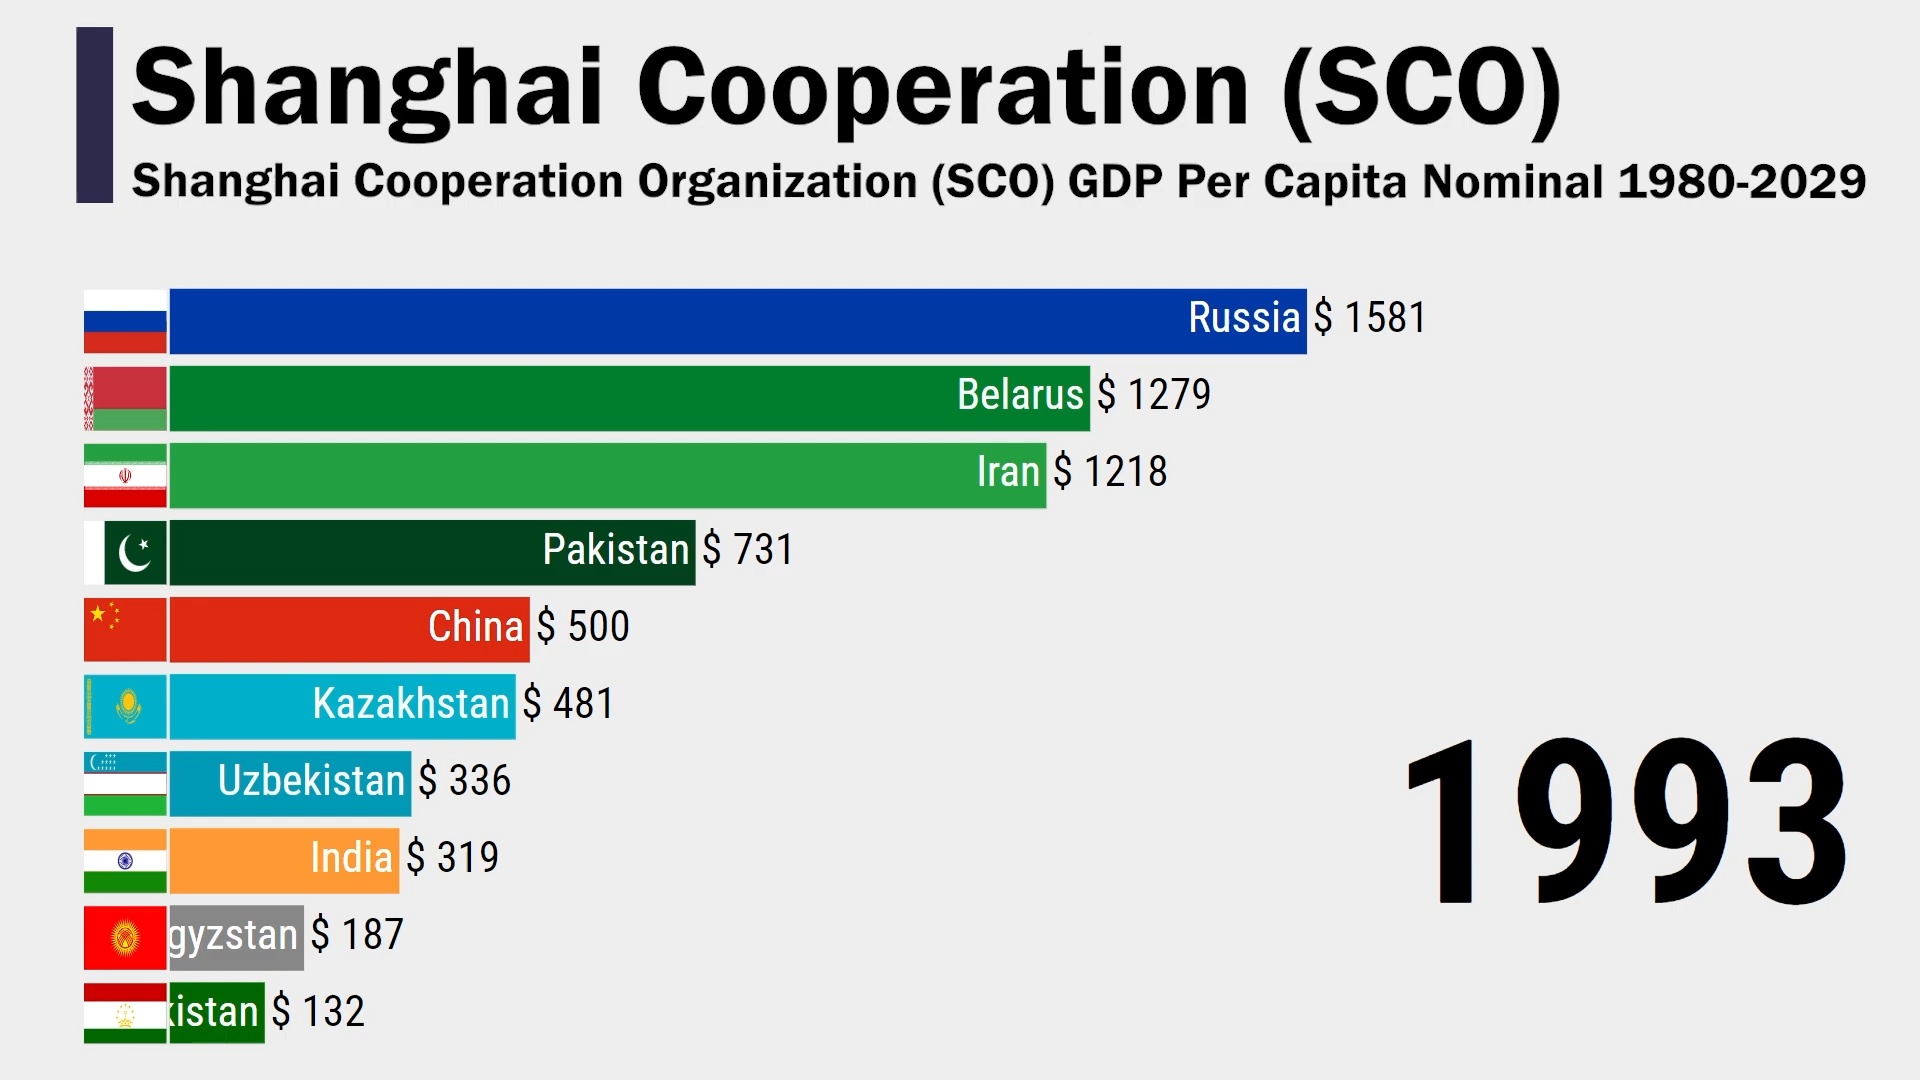 Shanghai Cooperation (SCO)
Shanghai Cooperation Organization (SCO) GDP Per Capita Nominal 1980-2029
Russia $ 1581
Belarus $ 1279
Iran $ 1218
Pakistan $ 731
China $ 500
Kazakhstan $ 481
Uzbekistan $ 336
India $ 319
gyzstan $ 187
kistan $ 132
1993